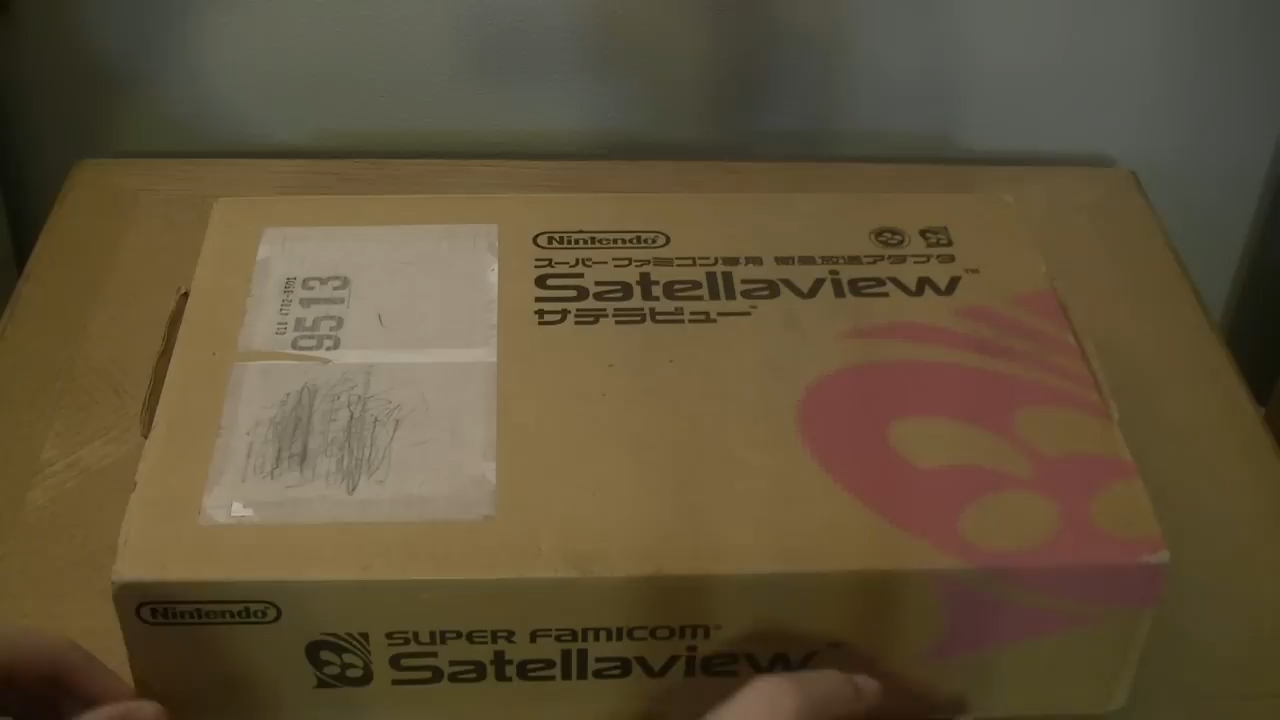 Nintendo
スーパーファミコン専用 衛星放送アダプタ
Satellaview™
サテラビュー
9513
Nintendo
SUPER FAMICOM
Satellaview